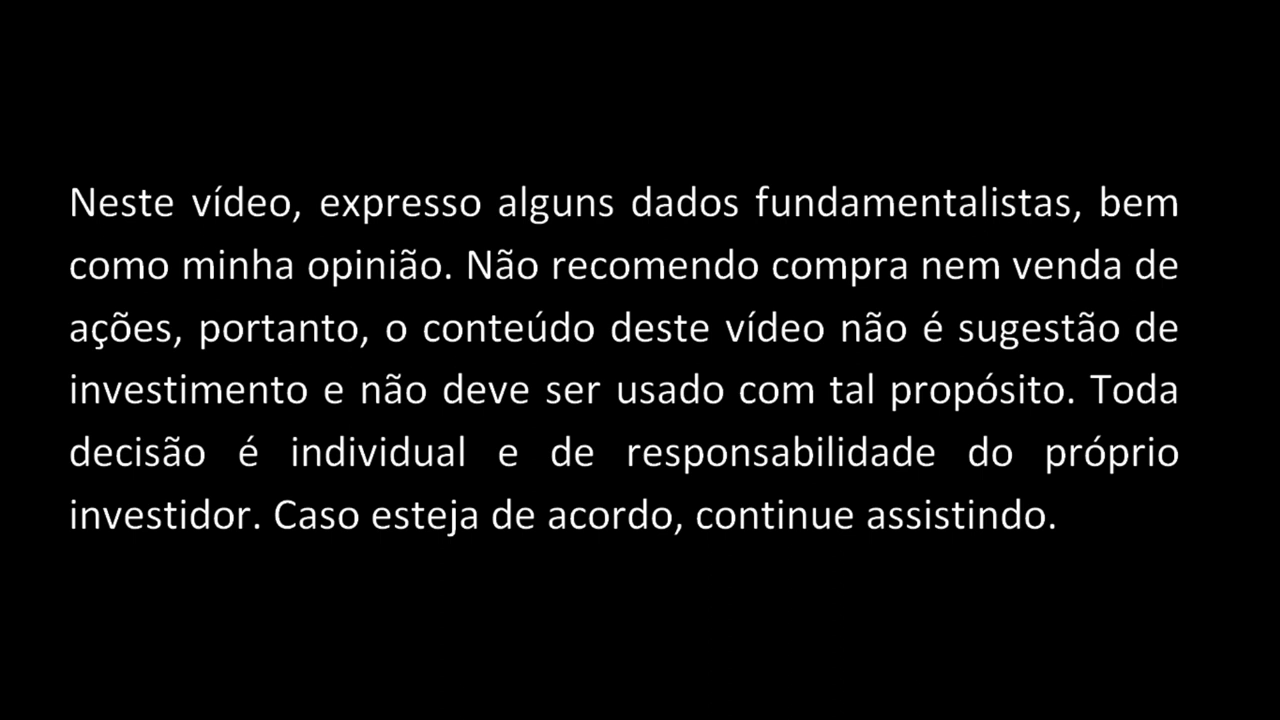 Neste vídeo, expresso alguns dados fundamentalistas, bem
como minha opinião. Não recomendo compra nem venda de
ações, portanto, o conteúdo deste vídeo não é sugestão de
investimento e não deve ser usado com tal propósito. Toda
decisão é individual e de responsabilidade do próprio
investidor. Caso esteja de acordo, continue assistindo.